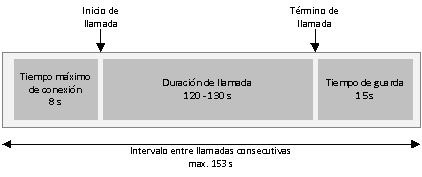 Inicio de
llamada
Término de
llamada
Tiempo máximo
de conexión
8 s
Duración de llamada
120 - 130 s
Tiempo de guarda
15 s
Intervalo entre llamadas consecutivas
max. 153 s